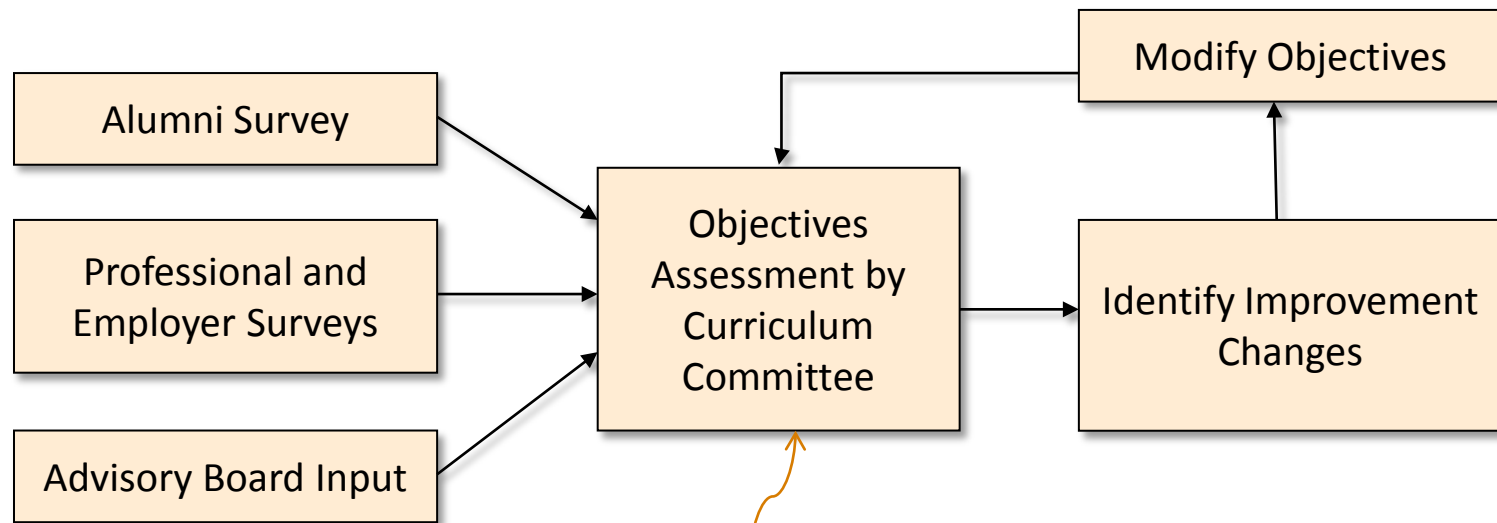 Alumni Survey
Professional and
Employer Surveys
Advisory Board Input
Objectives
Assessment by
Curriculum
Committee
Modify Objectives
Identify Improvement
Changes